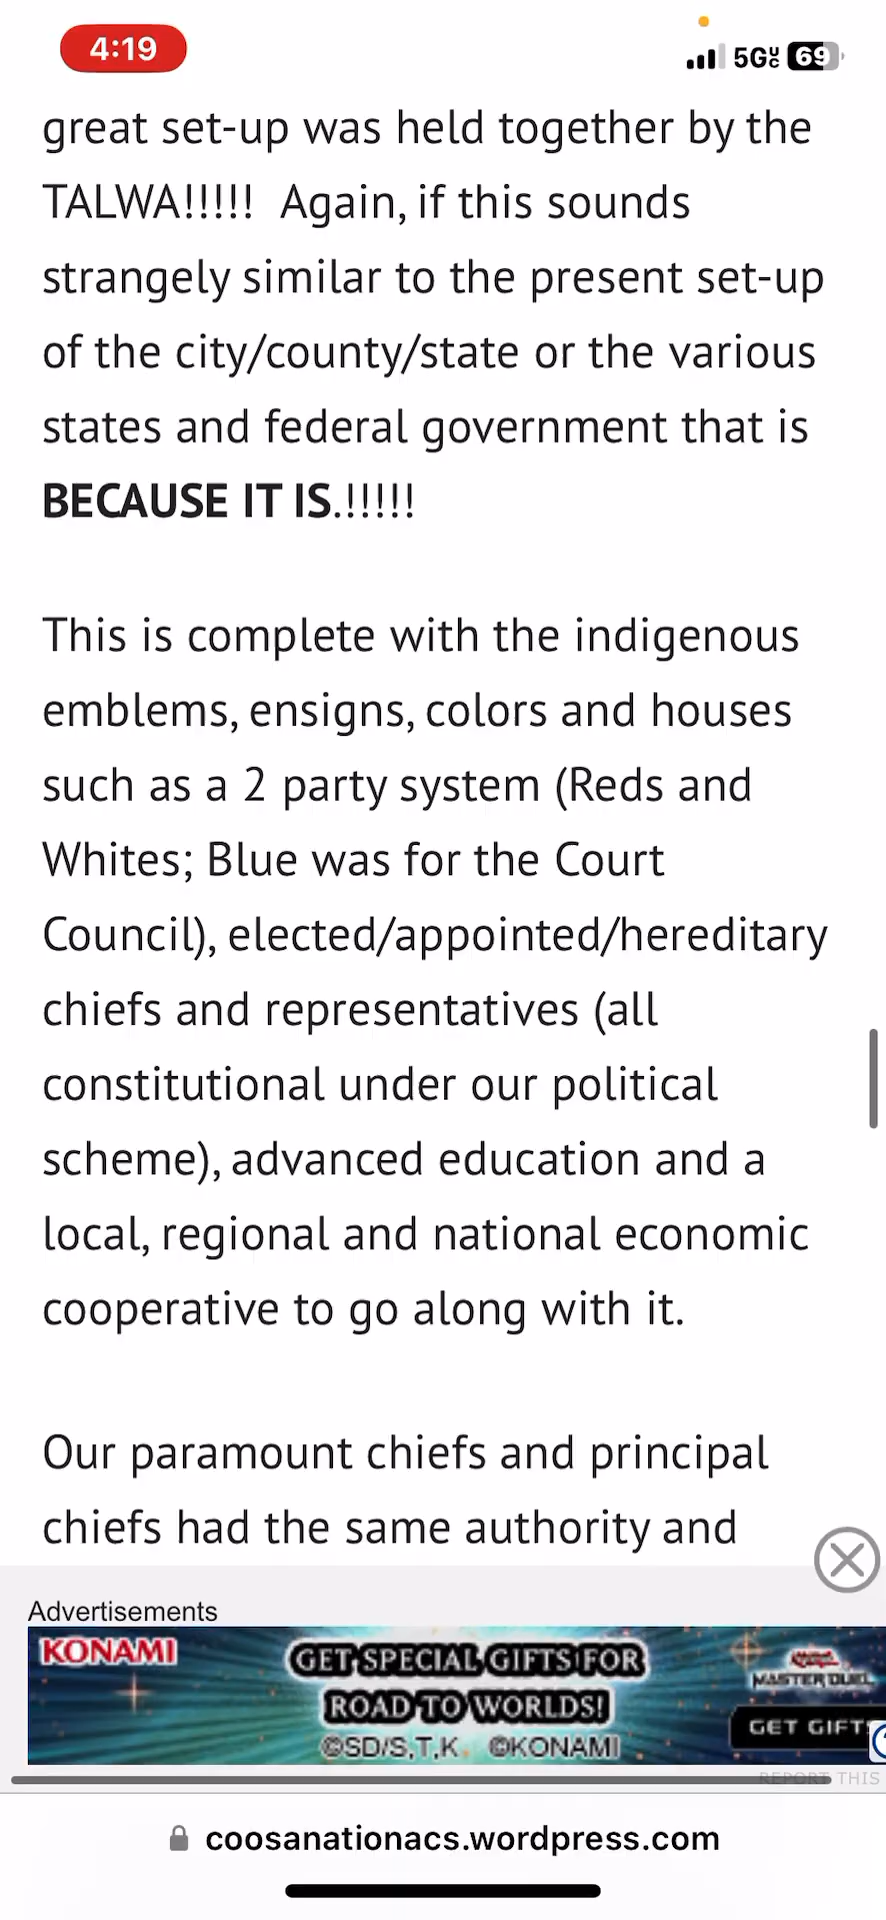 4:19
5G 69
great set-up was held together by the
TALWA!!!!! Again, if this sounds
strangely similar to the present set-up
of the city/county/state or the various
states and federal government that is
BECAUSE IT IS.!!!!!
This is complete with the indigenous
emblems, ensigns, colors and houses
such as a 2 party system (Reds and
Whites; Blue was for the Court
Council), elected/appointed/hereditary
chiefs and representatives (all
constitutional under our political
scheme), advanced education and a
local, regional and national economic
cooperative to go along with it.
Our paramount chiefs and principal
chiefs had the same authority and
Advertisements
KONAMI
GET SPECIAL GIFTS FOR
ROAD TO WORLDS!
©SD/S,T,K ©KONAMI
MASTER DUEL
GET GIFT
REPORT THIS
coosanationacs.wordpress.com